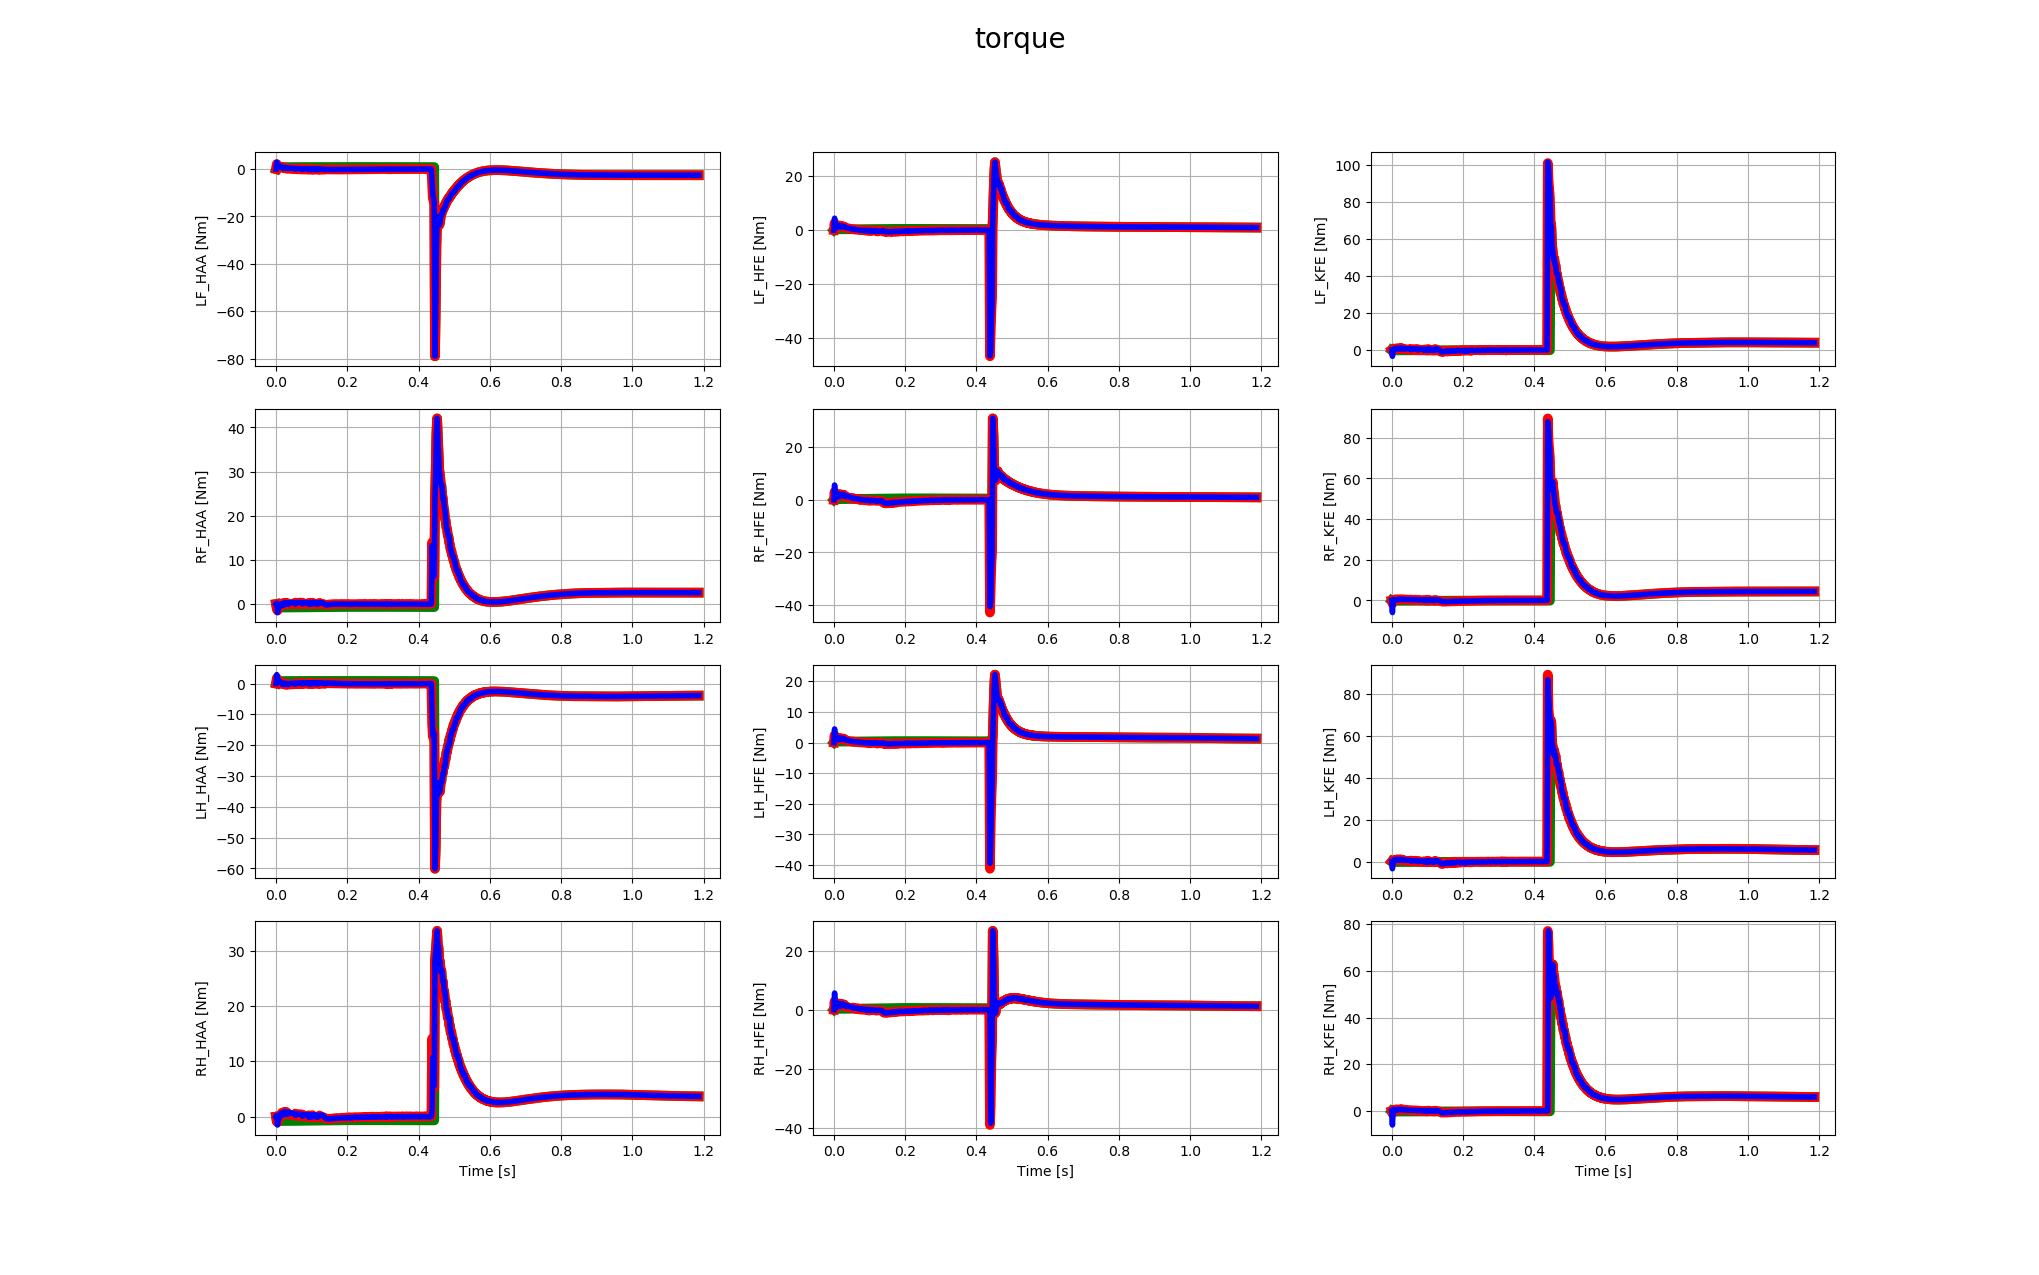 torque
0
−20
−40
−60
−80
LF_HAA [Nm]
0.0 0.2 0.4 0.6 0.8 1.0 1.2
20
0
−20
−40
LF_HFE [Nm]
0.0 0.2 0.4 0.6 0.8 1.0 1.2
100
80
60
40
20
0
LF_KFE [Nm]
0.0 0.2 0.4 0.6 0.8 1.0 1.2
40
30
20
10
0
RF_HAA [Nm]
0.0 0.2 0.4 0.6 0.8 1.0 1.2
20
0
−20
−40
RF_HFE [Nm]
0.0 0.2 0.4 0.6 0.8 1.0 1.2
80
60
40
20
0
RF_KFE [Nm]
0.0 0.2 0.4 0.6 0.8 1.0 1.2
0
−10
−20
−30
−40
−50
−60
LH_HAA [Nm]
0.0 0.2 0.4 0.6 0.8 1.0 1.2
20
10
0
−10
−20
−30
−40
LH_HFE [Nm]
0.0 0.2 0.4 0.6 0.8 1.0 1.2
80
60
40
20
0
LH_KFE [Nm]
0.0 0.2 0.4 0.6 0.8 1.0 1.2
30
20
10
0
RH_HAA [Nm]
0.0 0.2 0.4 0.6 0.8 1.0 1.2
Time [s]
20
0
−20
−40
RH_HFE [Nm]
0.0 0.2 0.4 0.6 0.8 1.0 1.2
Time [s]
80
60
40
20
0
RH_KFE [Nm]
0.0 0.2 0.4 0.6 0.8 1.0 1.2
Time [s]